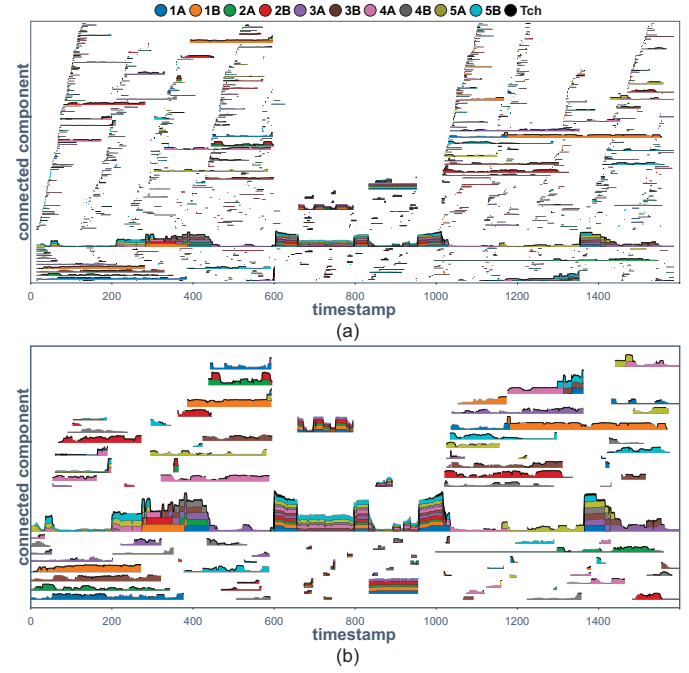 1A 1B 2A 2B 3A 3B 4A 4B 5A 5B Tch
connected component
0 200 400 600 800 1000 1200 1400
timestamp
(a)
connected component
0 200 400 600 800 1000 1200 1400
timestamp
(b)